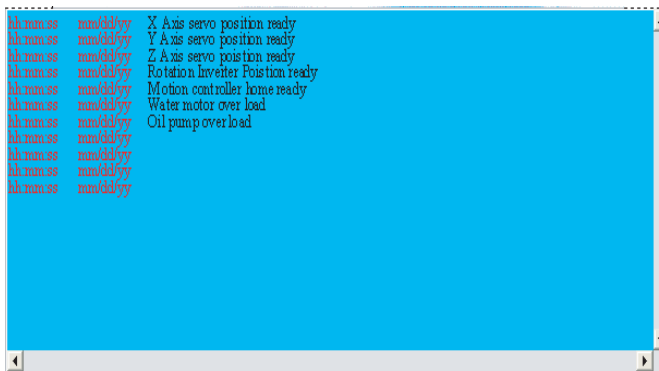 hh:mm:ss mm/dd/yy X Axis servo position ready
hh:mm:ss mm/dd/yy Y Axis servo position ready
hh:mm:ss mm/dd/yy Z Axis servo poistion ready
hh:mm:ss mm/dd/yy Rotation Inverter Poistion ready
hh:mm:ss mm/dd/yy Motion controller home ready
hh:mm:ss mm/dd/yy Water motor over load
hh:mm:ss mm/dd/yy Oil pump over load
hh:mm:ss mm/dd/yy
hh:mm:ss mm/dd/yy
hh:mm:ss mm/dd/yy
hh:mm:ss mm/dd/yy